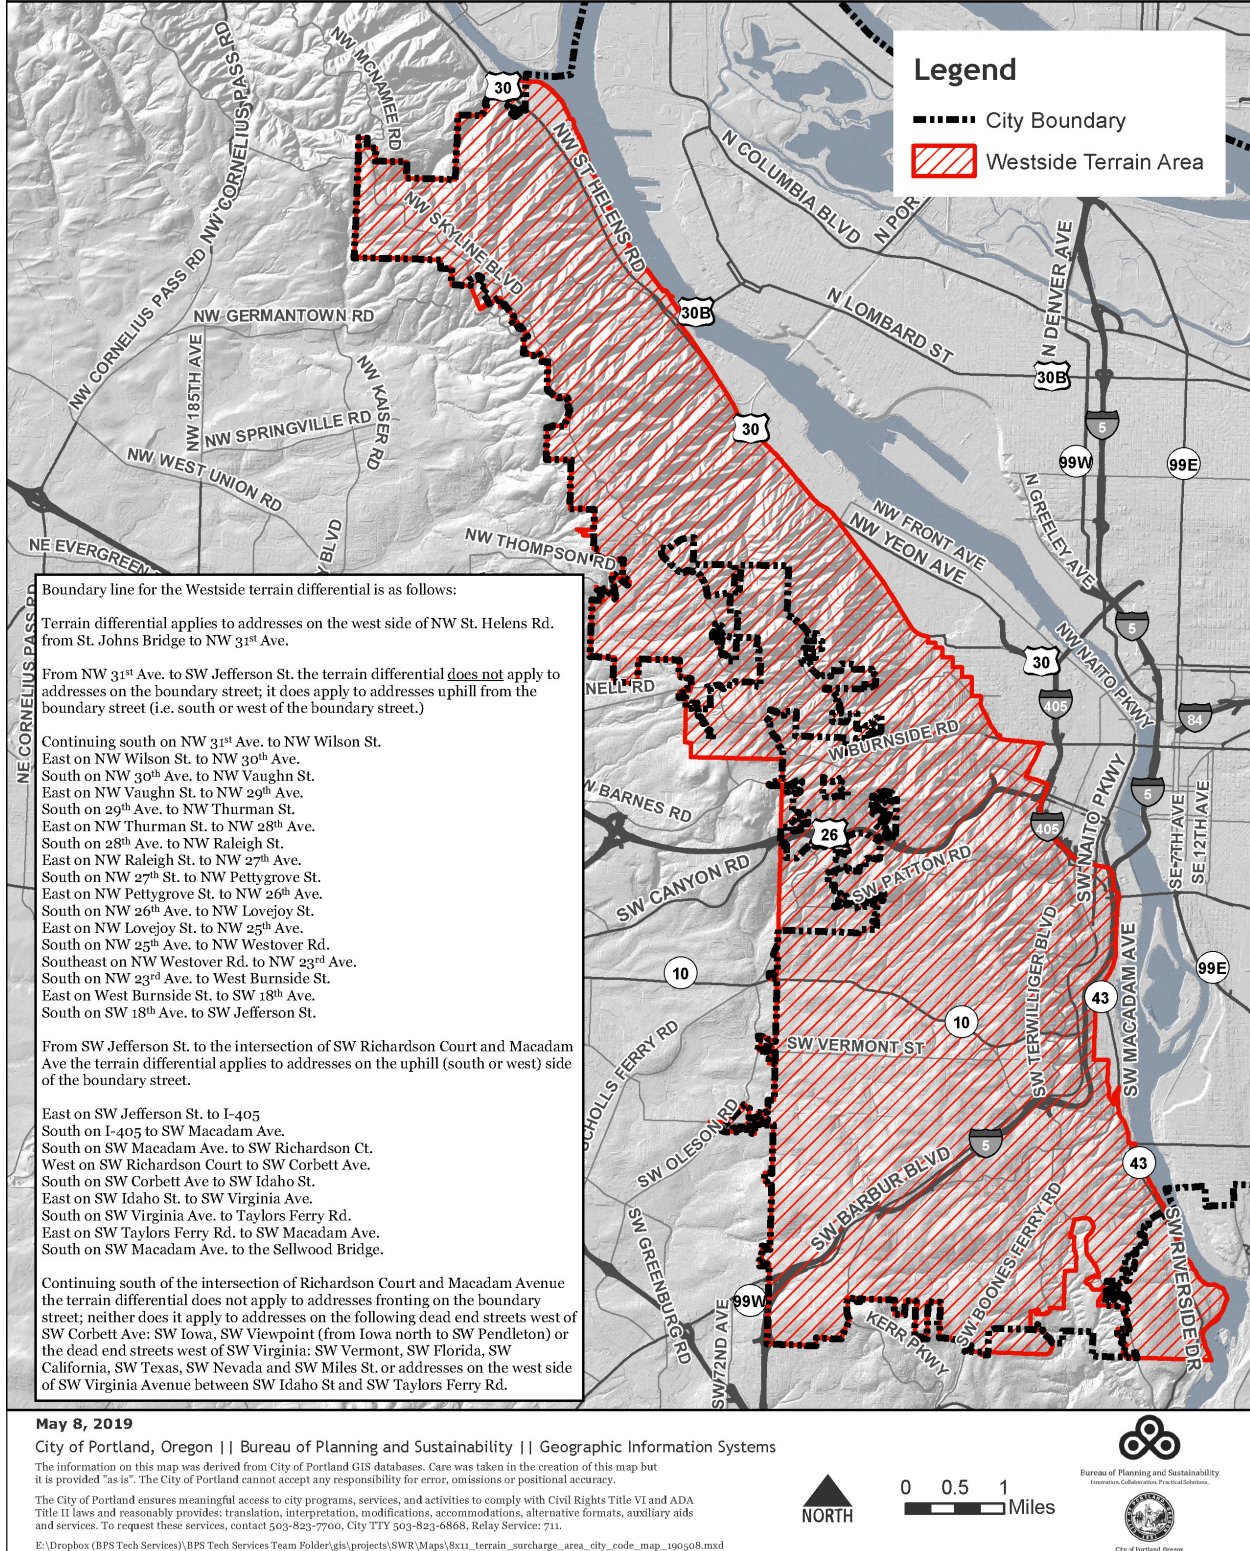 Legend
City Boundary
Westside Terrain Area
30
NW MCNAMEE RD
NW CORNELIUS PASS RD
NW CORNELIUS PASS RD
NW ST HELENS RD
N COLUMBIA BLVD
N POR
NW SKYLINE BLVD
N DENVER AVE
30B
N LOMBARD ST
NW GERMANTOWN RD
30B
NW 185TH AVE
NW KAISER RD
30
5
NW SPRINGVILLE RD
99W
99E
NW WEST UNION RD
N GREELEY AVE
NW FRONT AVE
NW YEON AVE
BLVD
NW THOMPSON RD
NE EVERGREEN
5
NW NAITO PKWY
30
NELL RD
405
84
NE CORNELIUS PASS RD
W BURNSIDE RD
W BARNES RD
5
SW NAITO PKWY
SE 7TH AVE
SE 12TH AVE
26
405
SW CANYON RD
SW PATTON RD
SW TERWILLIGER BLVD
SW MACADAM AVE
10
99E
43
10
SW VERMONT ST
SCHOLLS FERRY RD
SW OLESON RD
5
43
SW BARBUR BLVD
SW GREENBURG RD
SW BOONES FERRY RD
SW RIVERSIDE DR
99W
SW 72ND AVE
KERR PKWY
Boundary line for the Westside terrain differential is as follows:
Terrain differential applies to addresses on the west side of NW St. Helens Rd.
from St. Johns Bridge to NW 31st Ave.
From NW 31st Ave. to SW Jefferson St. the terrain differential does not apply to
addresses on the boundary street; it does apply to addresses uphill from the
boundary street (i.e. south or west of the boundary street.)
Continuing south on NW 31st Ave. to NW Wilson St.
East on NW Wilson St. to NW 30th Ave.
South on NW 30th Ave. to NW Vaughn St.
East on NW Vaughn St. to NW 29th Ave.
South on 29th Ave. to NW Thurman St.
East on NW Thurman St. to NW 28th Ave.
South on 28th Ave. to NW Raleigh St.
East on NW Raleigh St. to NW 27th Ave.
South on NW 27th St. to NW Pettygrove St.
East on NW Pettygrove St. to NW 26th Ave.
South on NW 26th Ave. to NW Lovejoy St.
East on NW Lovejoy St. to NW 25th Ave.
South on NW 25th Ave. to NW Westover Rd.
Southeast on NW Westover Rd. to NW 23rd Ave.
South on NW 23rd Ave. to West Burnside St.
East on West Burnside St. to SW 18th Ave.
South on SW 18th Ave. to SW Jefferson St.
From SW Jefferson St. to the intersection of SW Richardson Court and Macadam
Ave the terrain differential applies to addresses on the uphill (south or west) side
of the boundary street.
East on SW Jefferson St. to I-405
South on I-405 to SW Macadam Ave.
South on SW Macadam Ave. to SW Richardson Ct.
West on SW Richardson Court to SW Corbett Ave.
South on SW Corbett Ave to SW Idaho St.
East on SW Idaho St. to SW Virginia Ave.
South on SW Virginia Ave. to Taylors Ferry Rd.
East on SW Taylors Ferry Rd. to SW Macadam Ave.
South on SW Macadam Ave. to the Sellwood Bridge.
Continuing south of the intersection of Richardson Court and Macadam Avenue
the terrain differential does not apply to addresses fronting on the boundary
street; neither does it apply to addresses on the following dead end streets west of
SW Corbett Ave: SW Iowa, SW Viewpoint (from Iowa north to SW Pendleton) or
the dead end streets west of SW Virginia: SW Vermont, SW Florida, SW
California, SW Texas, SW Nevada and SW Miles St. or addresses on the west side
of SW Virginia Avenue between SW Idaho St and SW Taylors Ferry Rd.
May 8, 2019
City of Portland, Oregon || Bureau of Planning and Sustainability || Geographic Information Systems
The information on this map was derived from City of Portland GIS databases. Care was taken in the creation of this map but
it is provided "as is". The City of Portland cannot accept any responsibility for error, omissions or positional accuracy.
The City of Portland ensures meaningful access to city programs, services, and activities to comply with Civil Rights Title VI and ADA
Title II laws and reasonably provides: translation, interpretation, modifications, accommodations, alternative formats, auxiliary aids
and services. To request these services, contact 503-823-7700, City TTY 503-823-6868, Relay Service: 711.
E:\Dropbox (BPS Tech Services)\BPS Tech Services Team Folder\gis\projects\SWR\Maps\8x11_terrain_surcharge_area_city_code_map_190508.mxd
NORTH
0 0.5 1
Miles
Bureau of Planning and Sustainability
Innovation. Collaboration. Practical Solutions.
City of Portland, Oregon